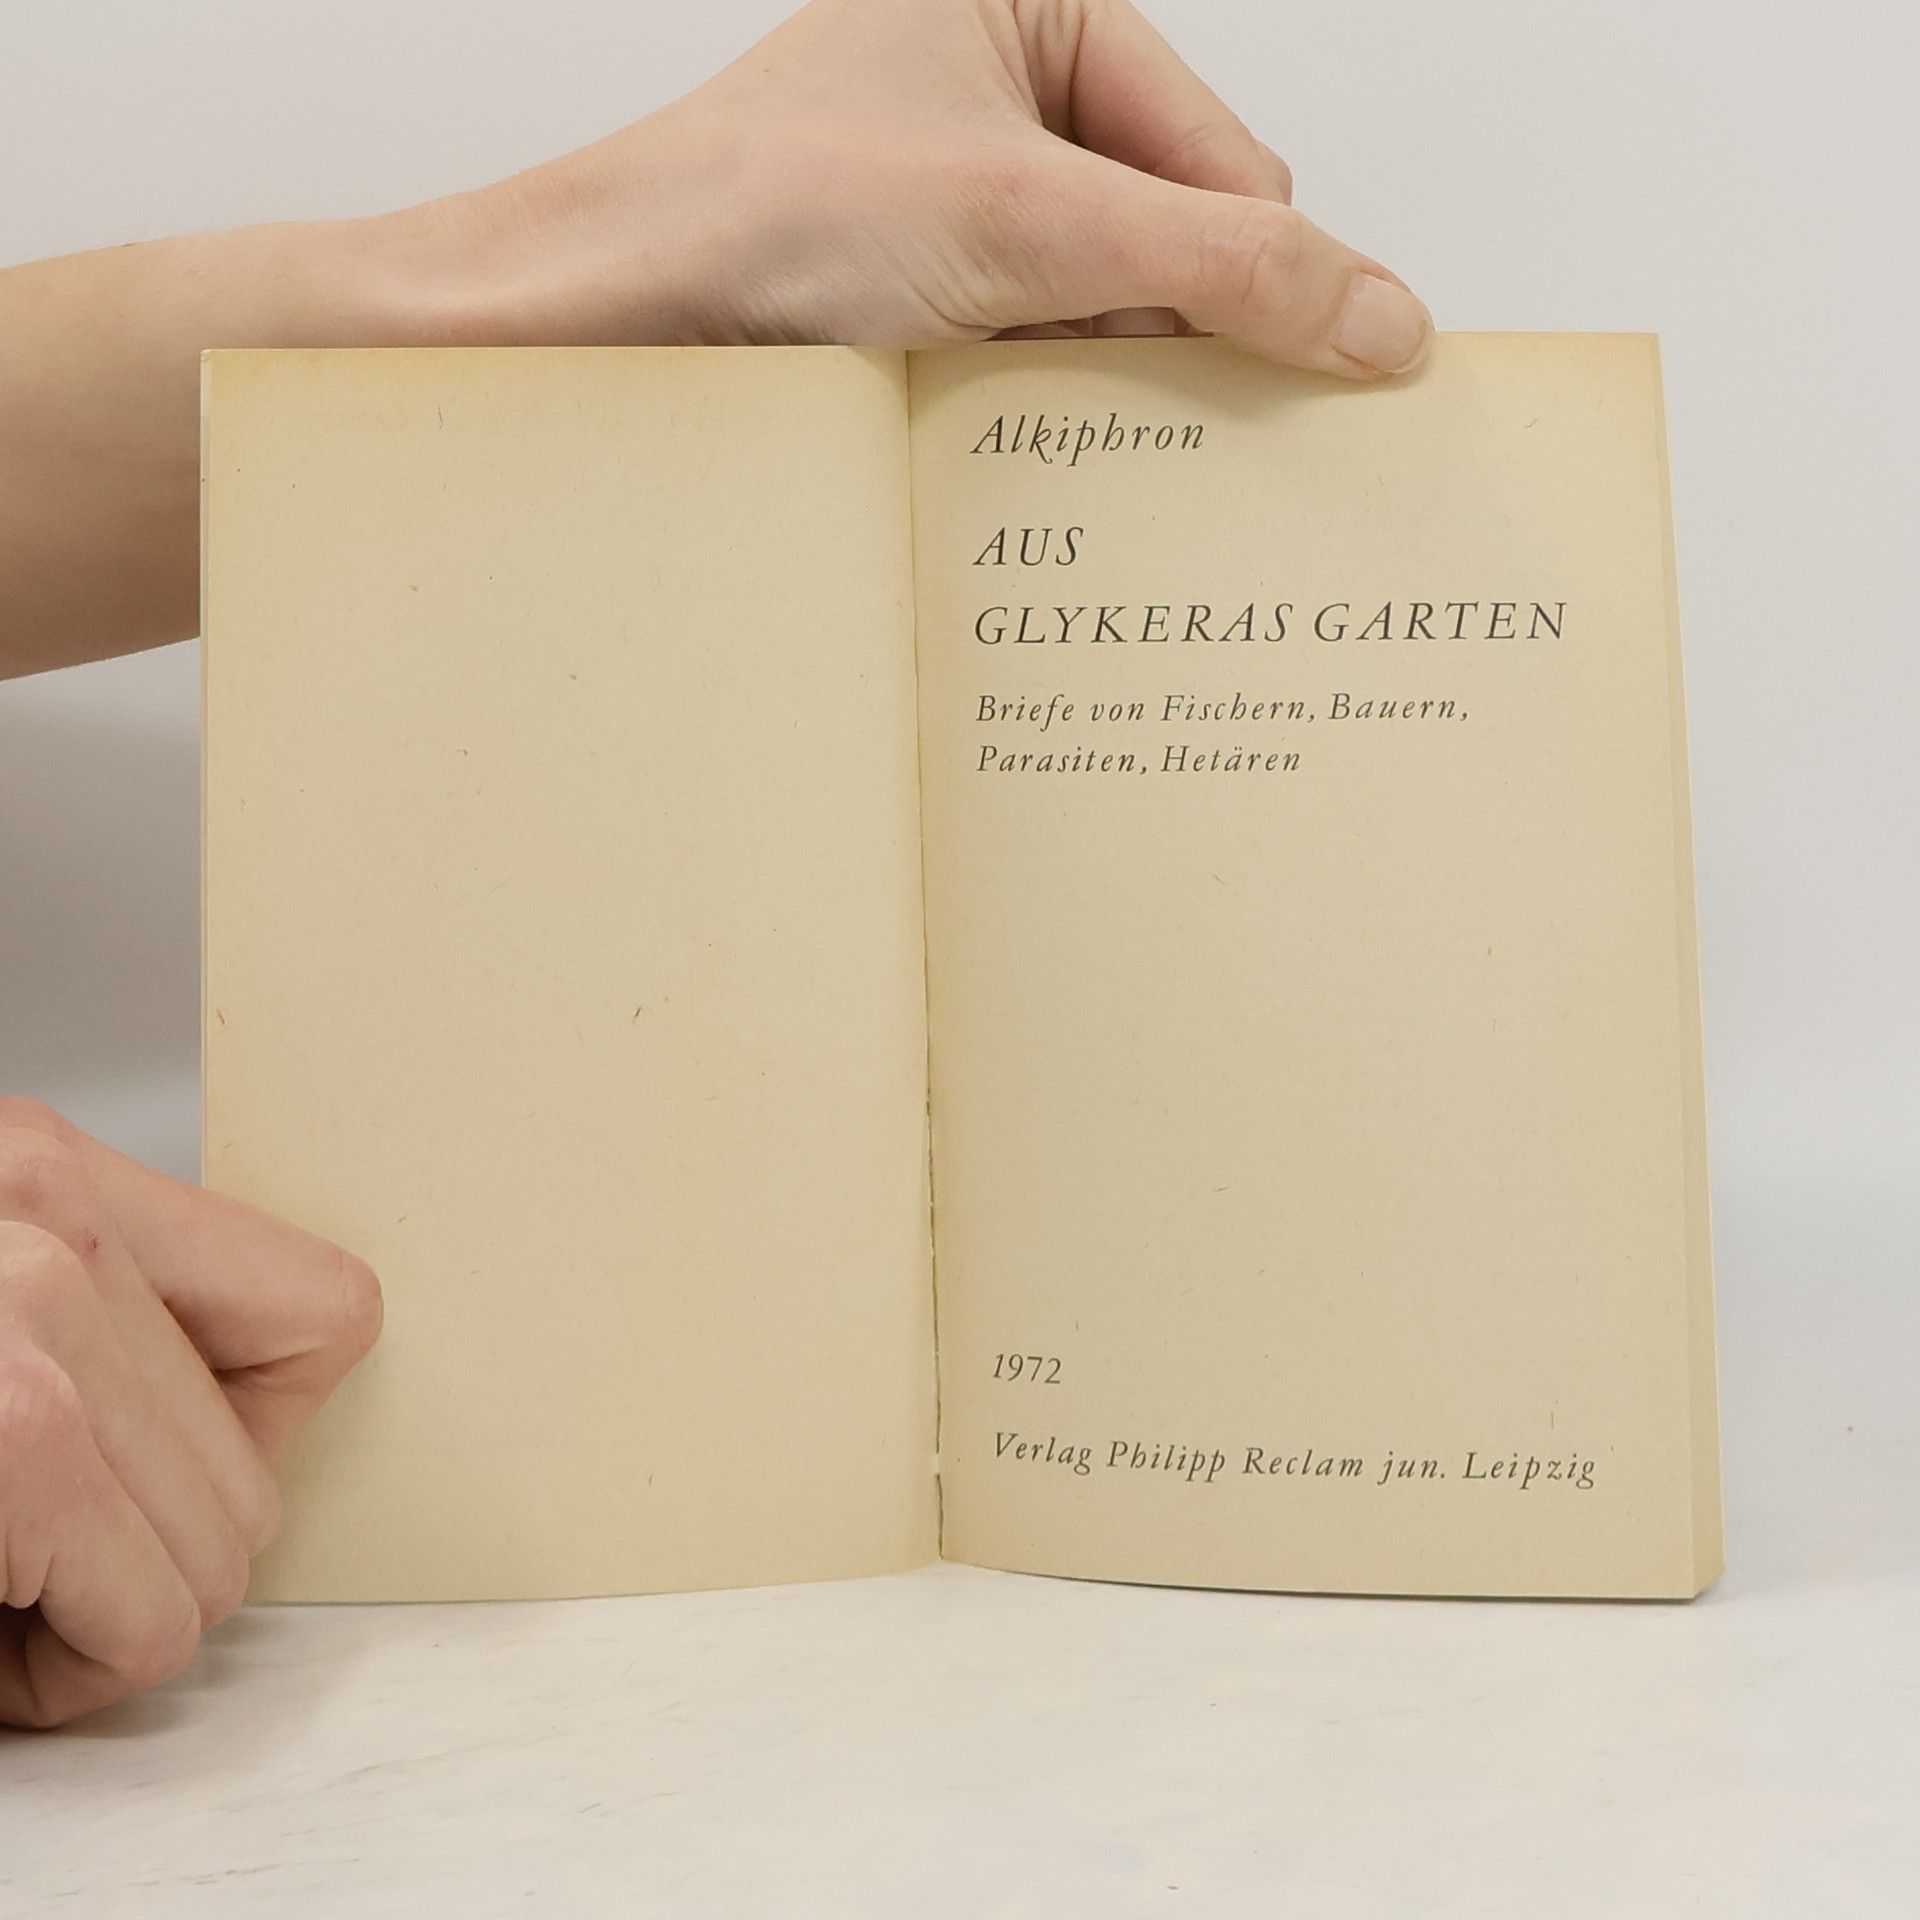 Alkiphron
AUS
GLYKERAS GARTEN
Briefe von Fischern, Bauern,
Parasiten, Hetären
1972
Verlag Philipp Reclam jun. Leipzig